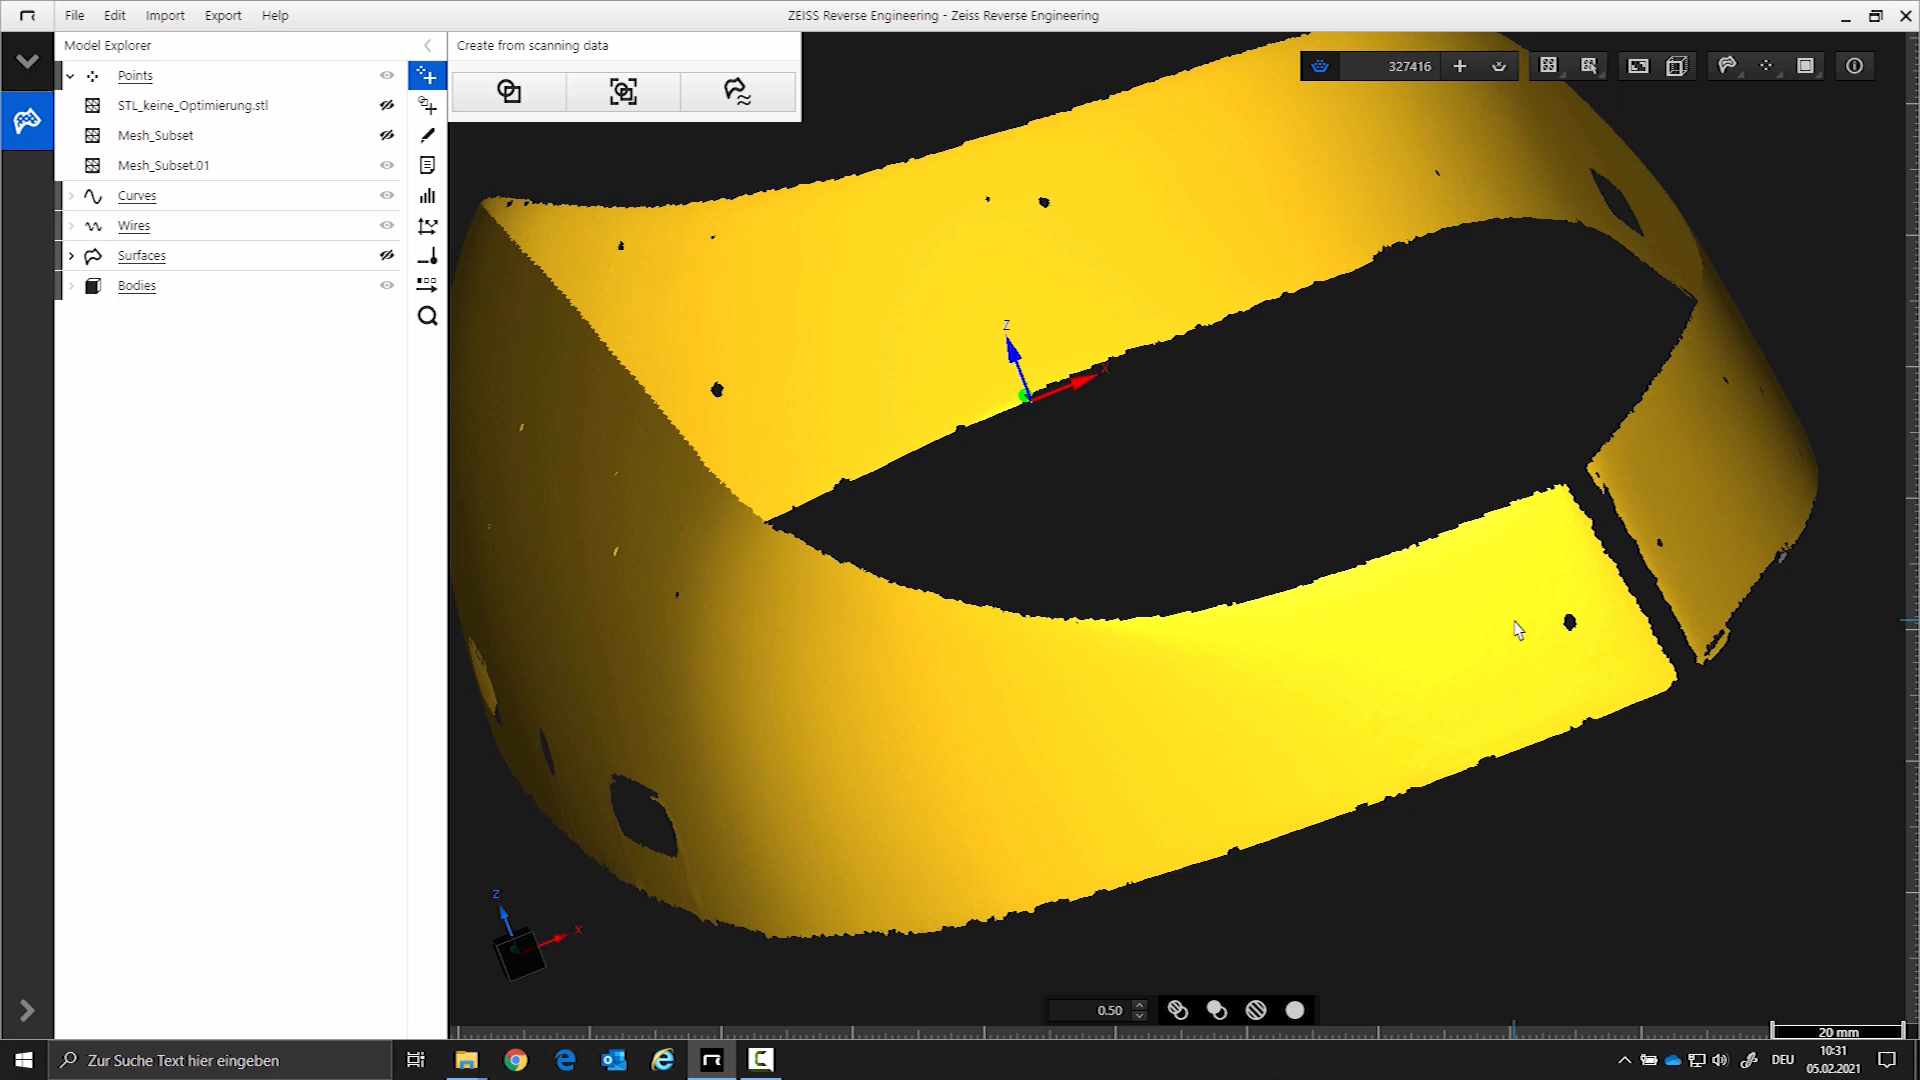 File Edit Import Export Help
ZEISS Reverse Engineering - Zeiss Reverse Engineering
Model Explorer
Create from scanning data
Points
327416
STL_keine_Optimierung.stl
Mesh_Subset
Mesh_Subset.01
Curves
Wires
Surfaces
Bodies
Z
X
Z
X
0.50
20 mm
Zur Suche Text hier eingeben
DEU
10:31
05.02.2021